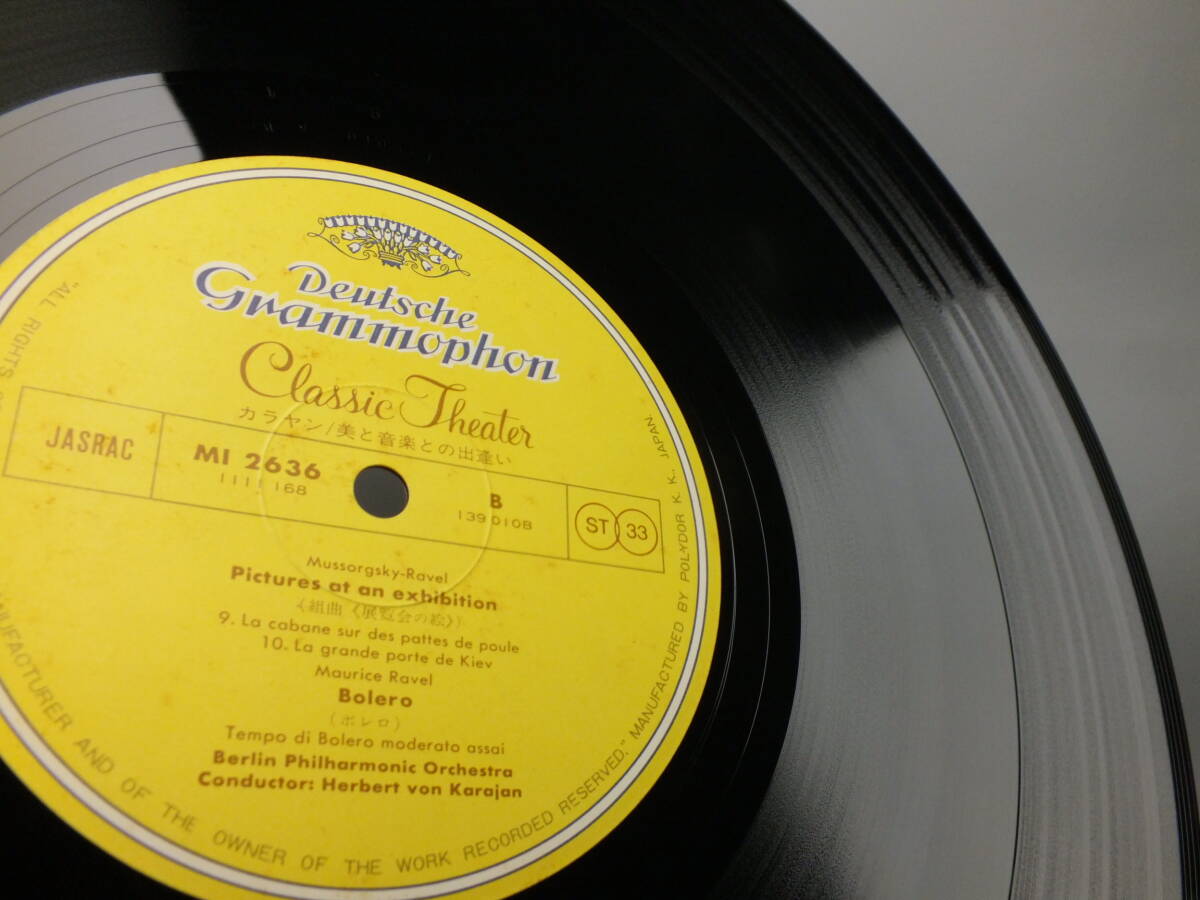 Deutsche
Grammophon
Classic Theater
カラヤン/美と音楽との出逢い
JASRAC
MI 2636
1111 168
B
139 010B
ST 33
Mussorgsky-Ravel
Pictures at an exhibition
《組曲《展覧会の絵》》
9. La cabane sur des pattes de poule
10. La grande porte de Kiev
Maurice Ravel
Bolero
(ボレロ)
Tempo di Bolero moderato assai
Berlin Philharmonic Orchestra
Conductor: Herbert von Karajan
"ALL RIGHTS
MANUFACTURER AND OF THE OWNER OF THE WORK RECORDED RESERVED." MANUFACTURED BY POLYDOR K. K. JAPAN